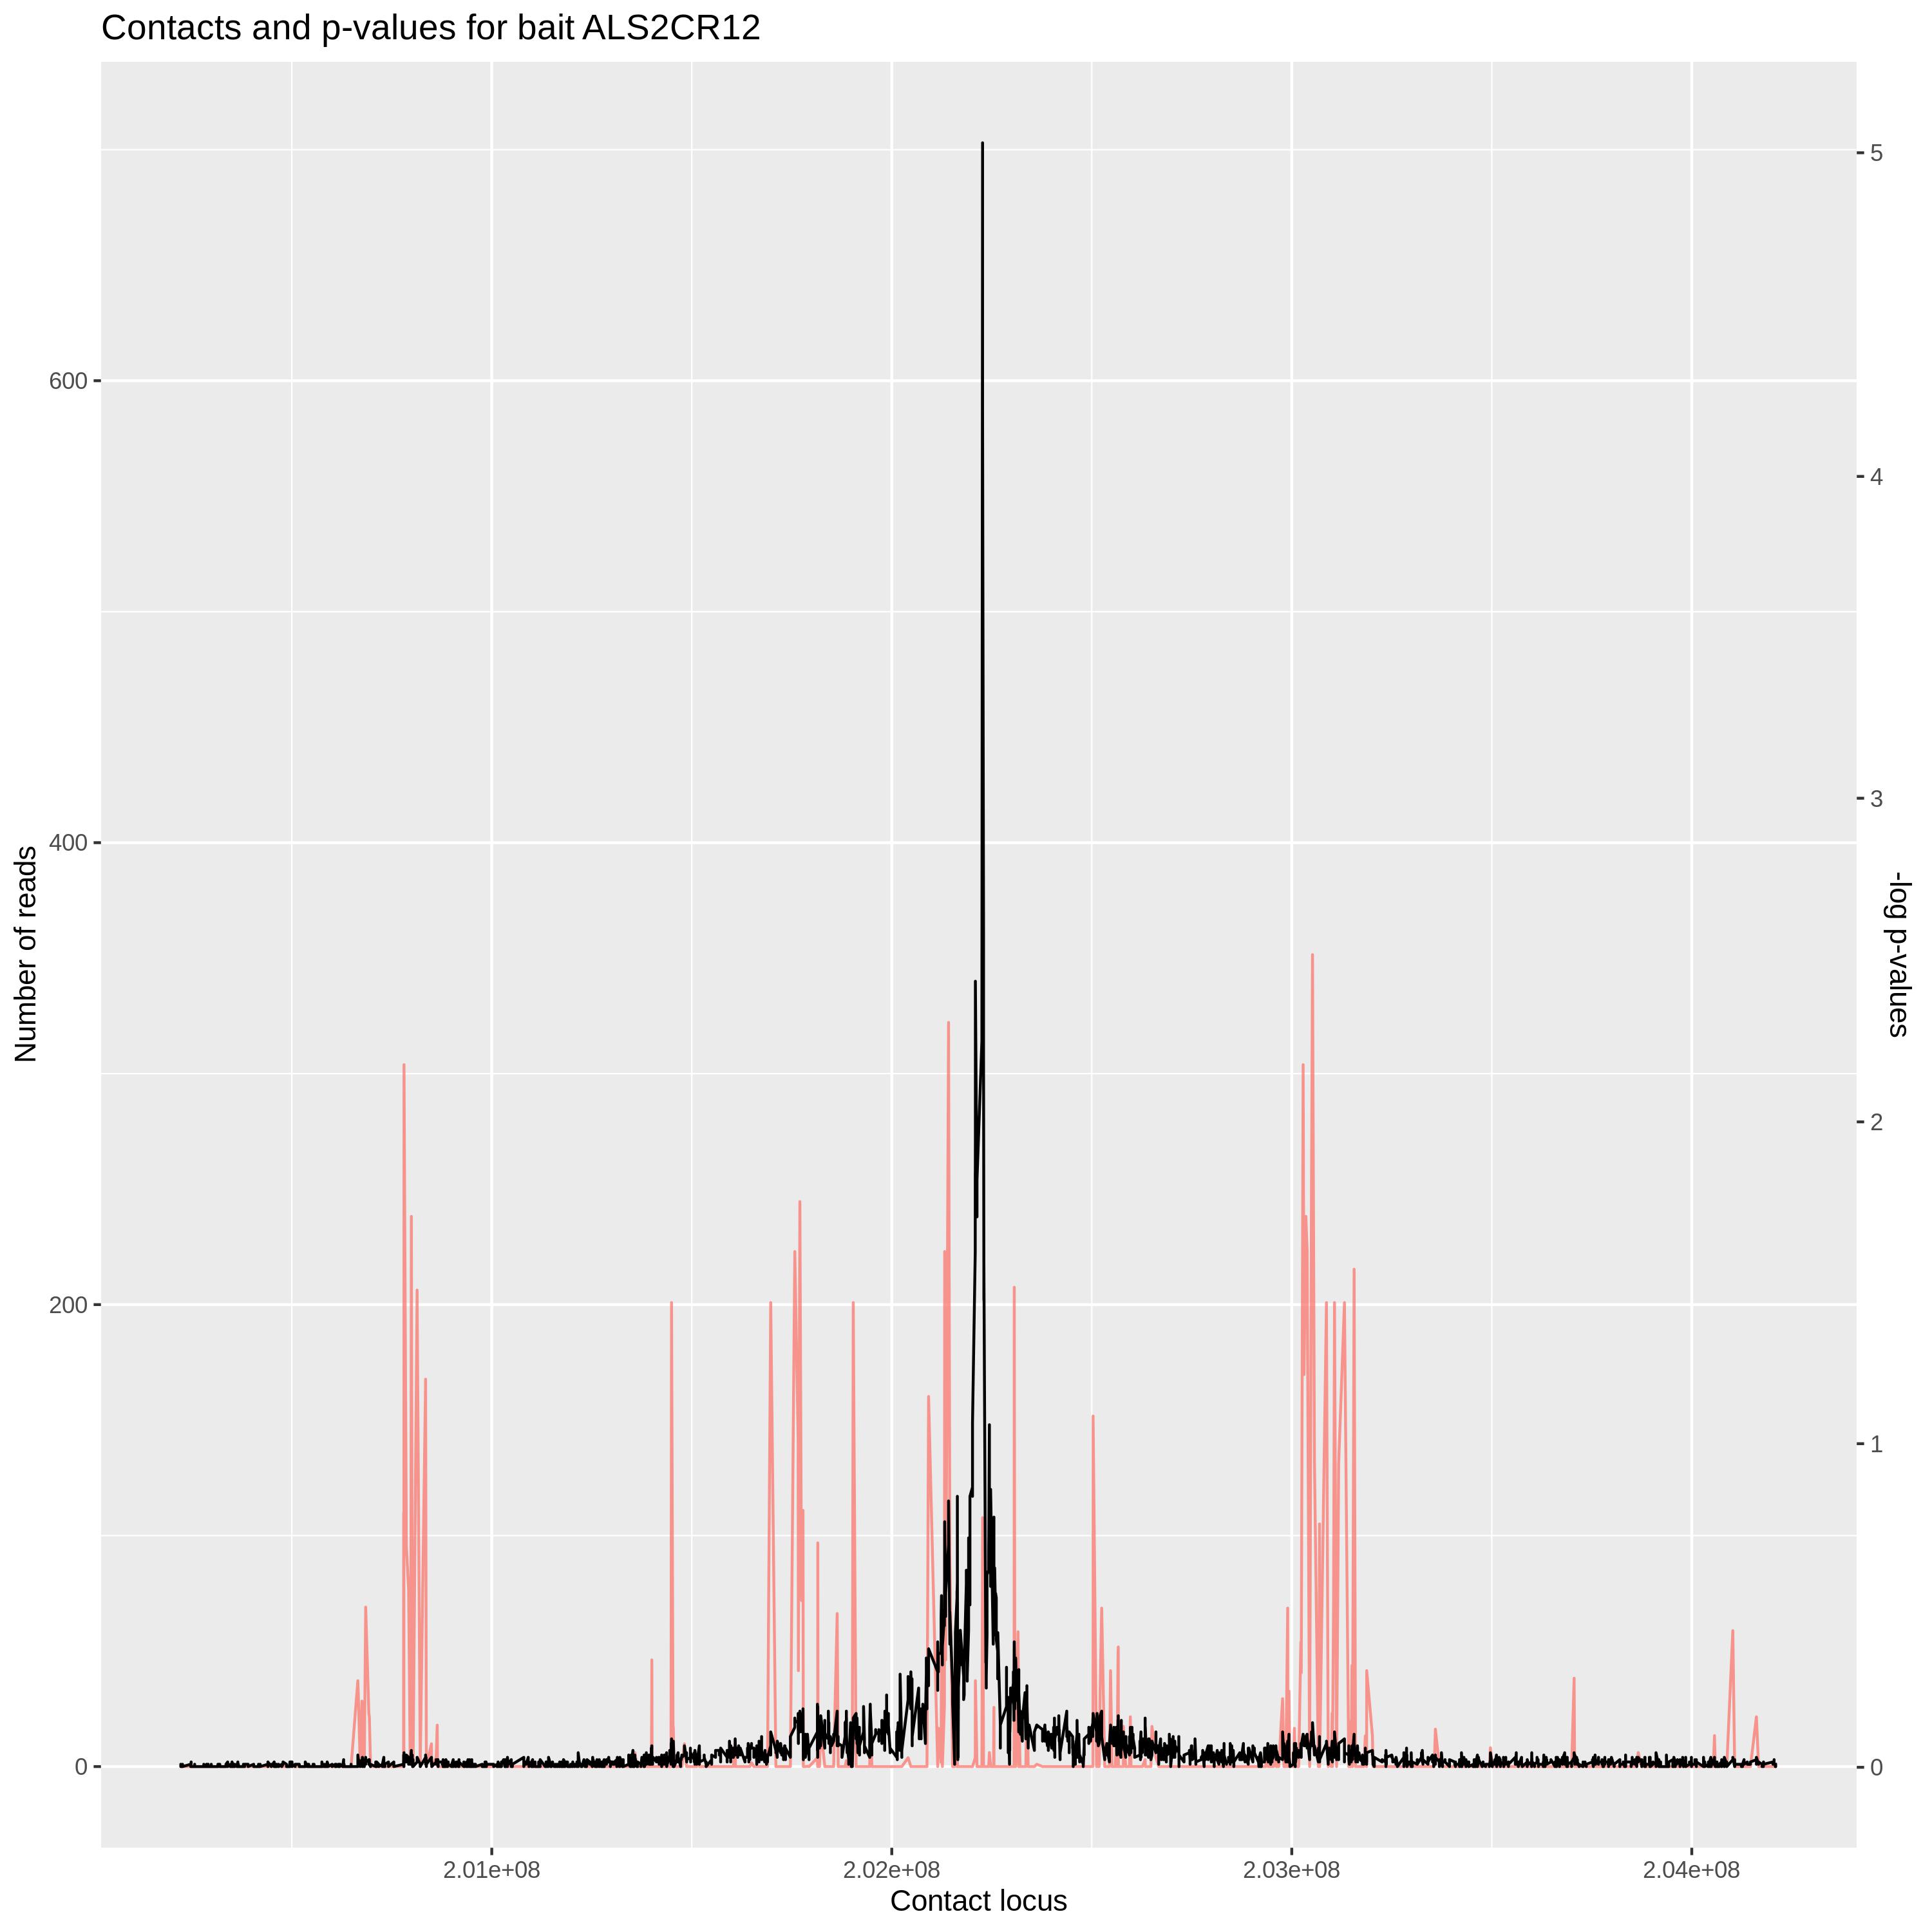 Contacts and p-values for bait ALS2CR12
600
400
200
0
5
4
3
2
1
0
Number of reads
-log p-values
2.01e+08 2.02e+08 2.03e+08 2.04e+08
Contact locus